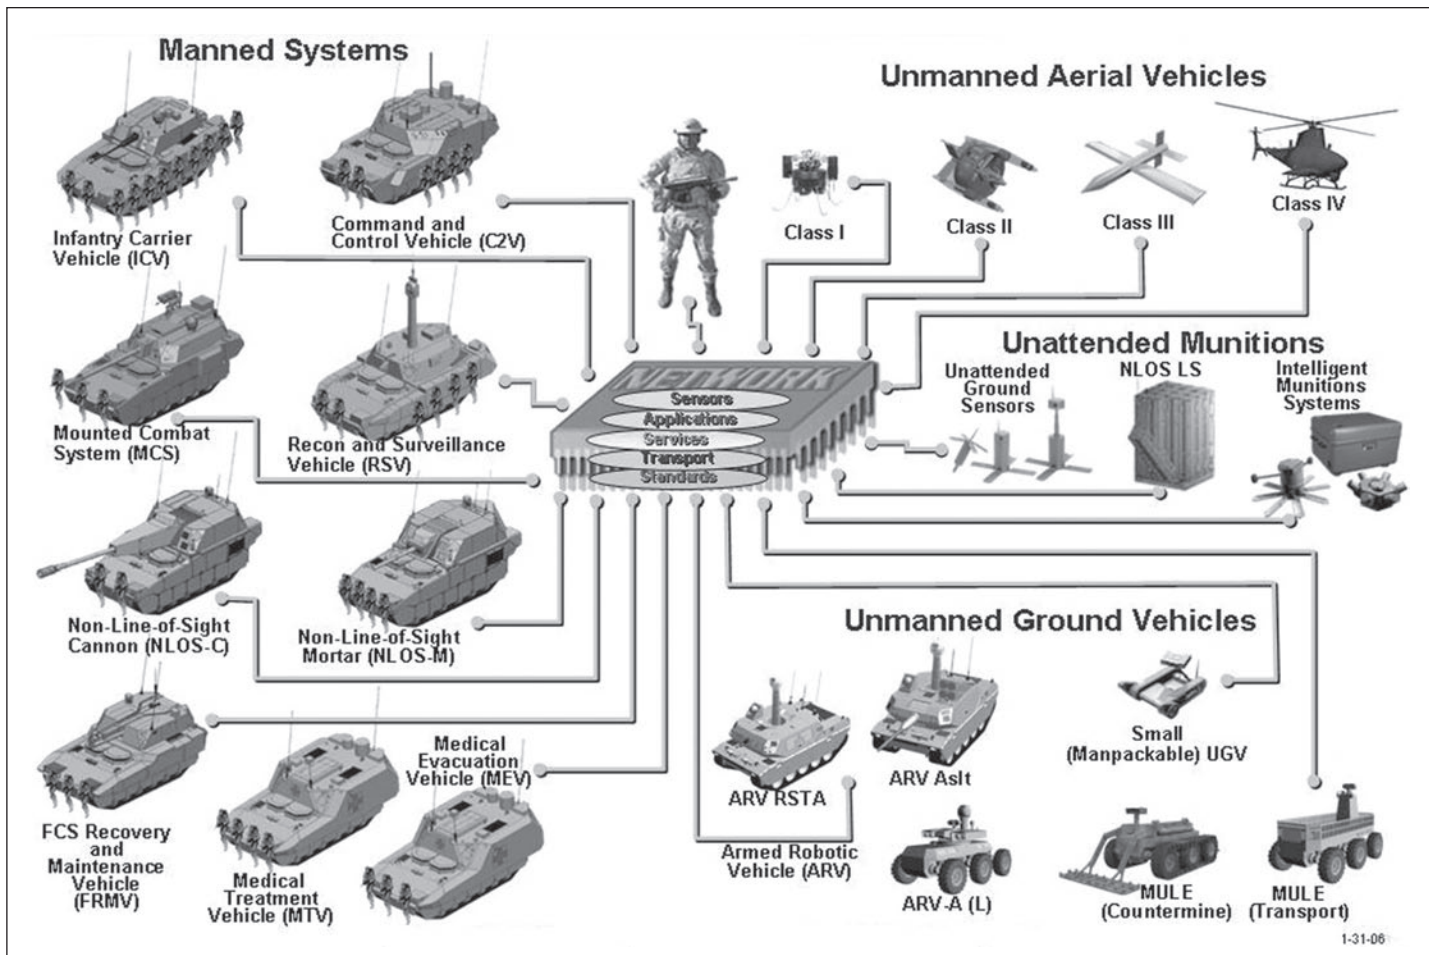 Manned Systems
Infantry Carrier
Vehicle (ICV)
Command and
Control Vehicle (C2V)
Mounted Combat
System (MCS)
Recon and Surveillance
Vehicle (RSV)
Non-Line-of-Sight
Cannon (NLOS-C)
Non-Line-of-Sight
Mortar (NLOS-M)
FCS Recovery
and
Maintenance
Vehicle
(FRMV)
Medical
Treatment
Vehicle (MTV)
Medical
Evacuation
Vehicle (MEV)
NETWORK
Sensors
Applications
Services
Transport
Standards
Unmanned Aerial Vehicles
Class I
Class II
Class III
Class IV
Unattended Munitions
Unattended
Ground
Sensors
NLOS LS
Intelligent
Munitions
Systems
Unmanned Ground Vehicles
ARV RSTA
ARV Aslt
Armed Robotic
Vehicle (ARV)
ARV-A (L)
Small
(Manpackable) UGV
MULE
(Countermine)
MULE
(Transport)
1-31-06